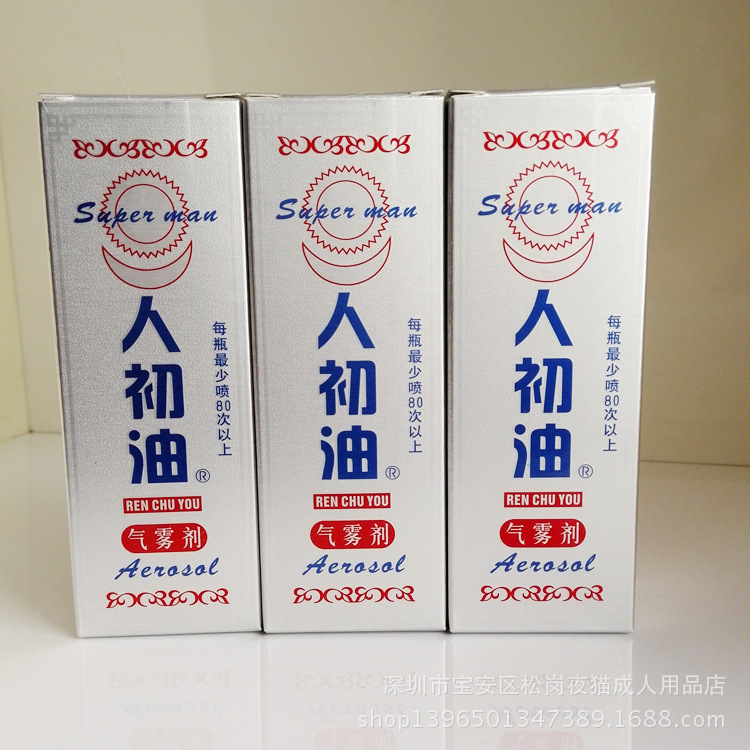 Super man
人初油®
每瓶最少喷80次以上
REN CHU YOU
气雾剂
Aerosol
Super man
人初油®
每瓶最少喷80次以上
REN CHU YOU
气雾剂
Aerosol
Super man
人初油®
每瓶最少喷80次以上
REN CHU YOU
气雾剂
Aerosol
深圳市宝安区松岗夜猫成人用品店
shop1396501347389.1688.com